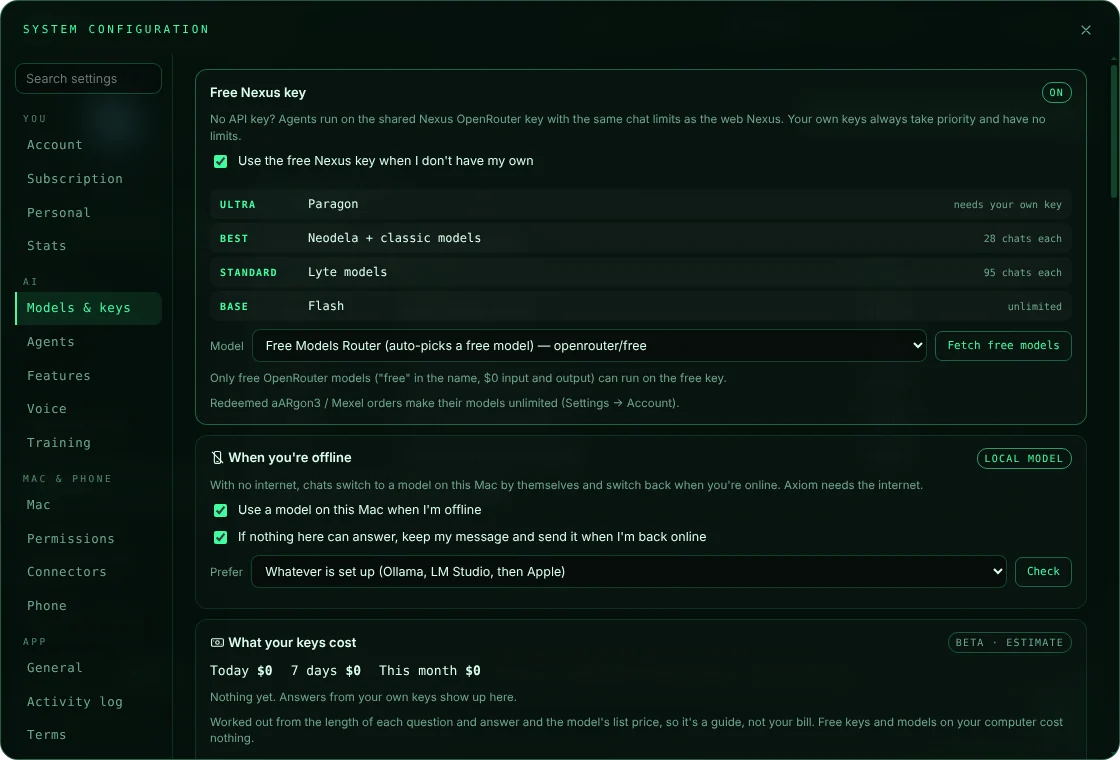 SYSTEM CONFIGURATION
Search settings
YOU
Account
Subscription
Personal
Stats
AI
Models & keys
Agents
Features
Voice
Training
MAC & PHONE
Mac
Permissions
Connectors
Phone
APP
General
Activity log
Terms
Free Nexus key
ON
No API key? Agents run on the shared Nexus OpenRouter key with the same chat limits as the web Nexus. Your own keys always take priority and have no
limits.
Use the free Nexus key when I don't have my own
ULTRA Paragon needs your own key
BEST Neodela + classic models 28 chats each
STANDARD Lyte models 95 chats each
BASE Flash unlimited
Model Free Models Router (auto-picks a free model) — openrouter/free Fetch free models
Only free OpenRouter models ("free" in the name, $0 input and output) can run on the free key.
Redeemed aARgon3 / Mexel orders make their models unlimited (Settings → Account).
When you're offline
LOCAL MODEL
With no internet, chats switch to a model on this Mac by themselves and switch back when you're online. Axiom needs the internet.
Use a model on this Mac when I'm offline
If nothing here can answer, keep my message and send it when I'm back online
Prefer Whatever is set up (Ollama, LM Studio, then Apple) Check
What your keys cost
BETA · ESTIMATE
Today $0 7 days $0 This month $0
Nothing yet. Answers from your own keys show up here.
Worked out from the length of each question and answer and the model's list price, so it's a guide, not your bill. Free keys and models on your computer cost
nothing.